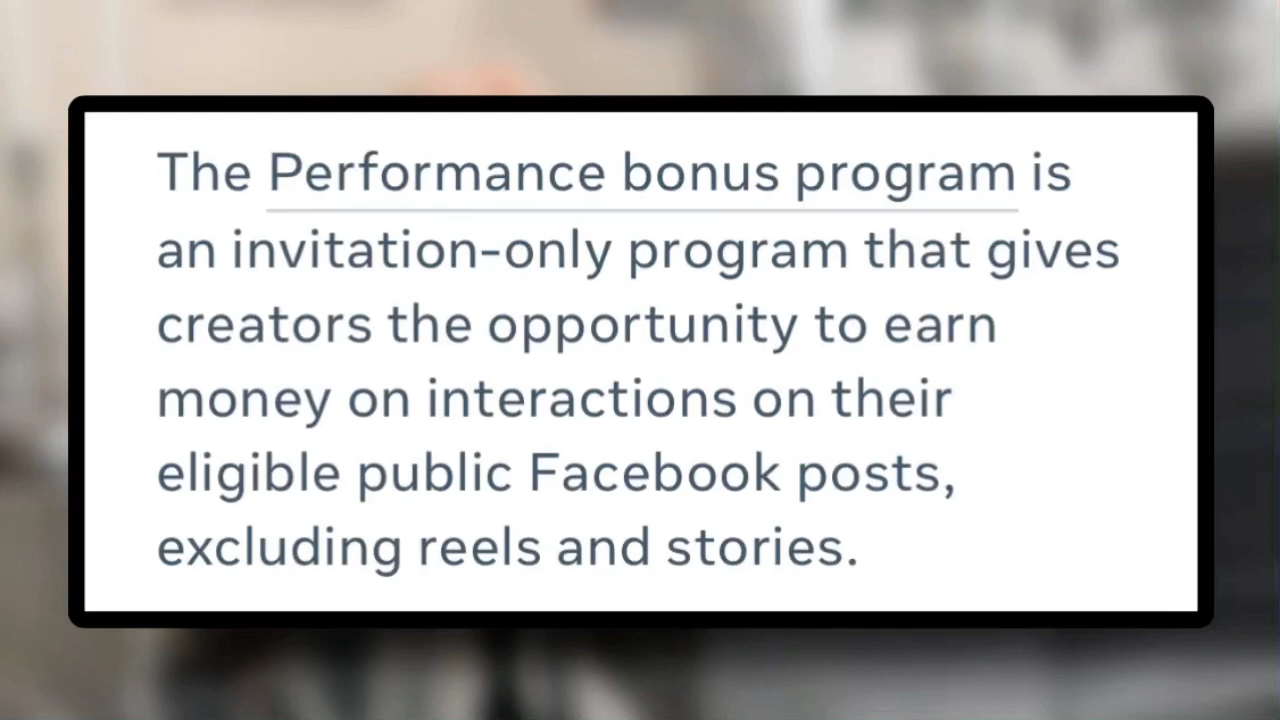 The Performance bonus program is
an invitation-only program that gives
creators the opportunity to earn
money on interactions on their
eligible public Facebook posts,
excluding reels and stories.